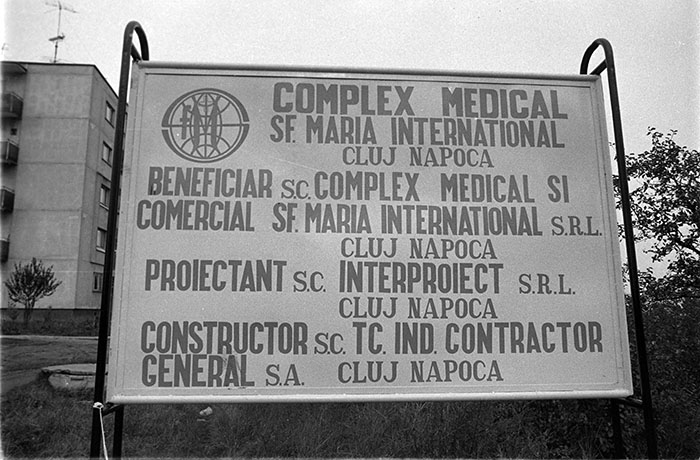 COMPLEX MEDICAL
SF. MARIA INTERNATIONAL
CLUJ NAPOCA
BENEFICIAR S.C. COMPLEX MEDICAL SI
COMERCIAL SF. MARIA INTERNATIONAL S.R.L.
CLUJ NAPOCA
PROIECTANT S.C. INTERPROIECT S.R.L.
CLUJ NAPOCA
CONSTRUCTOR S.C. TC. IND. CONTRACTOR
GENERAL S.A. CLUJ NAPOCA